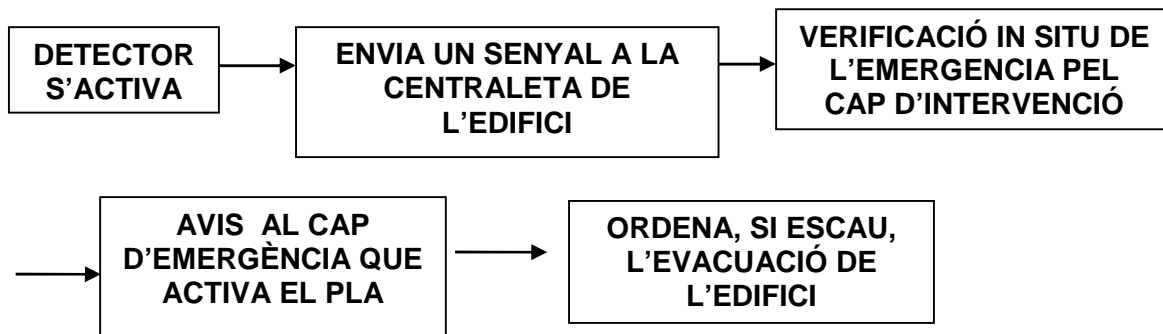 DETECTOR
S’ACTIVA
ENVIA UN SENYAL A LA
CENTRALETA DE
L’EDIFICI
VERIFICACIÓ IN SITU DE
L’EMERGENCIA PEL
CAP D’INTERVENCIÓ
AVIS AL CAP
D’EMERGÈNCIA QUE
ACTIVA EL PLA
ORDENA, SI ESCAU,
L’EVACUACIÓ DE
L’EDIFICI